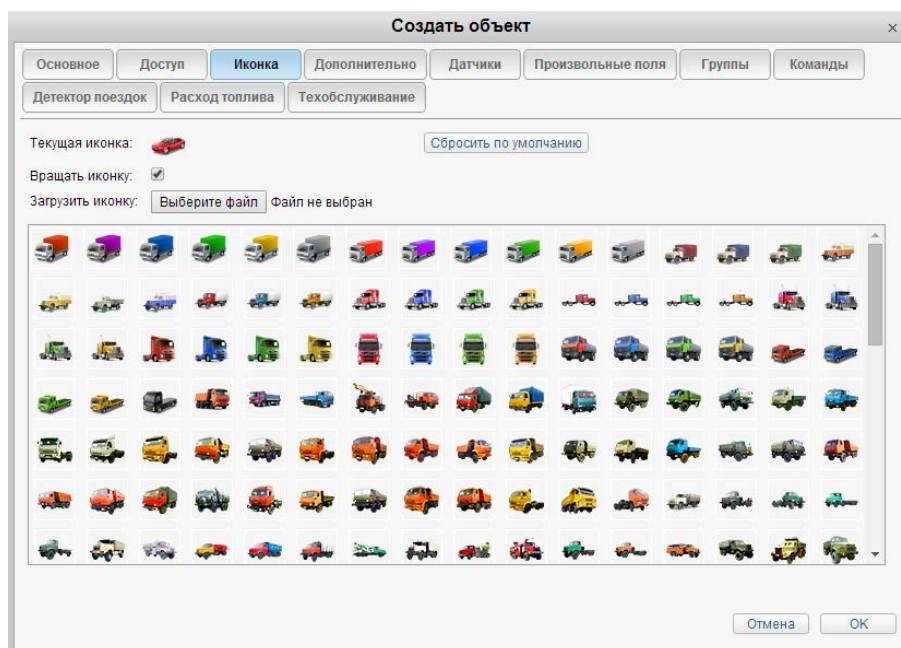 Создать объект
×
Основное Доступ Иконка Дополнительно Датчики Произвольные поля Группы Команды
Детектор поездок Расход топлива Техобслуживание
Текущая иконка: Сбросить по умолчанию
Вращать иконку:
Загрузить иконку: Выберите файл Файл не выбран
Отмена OK